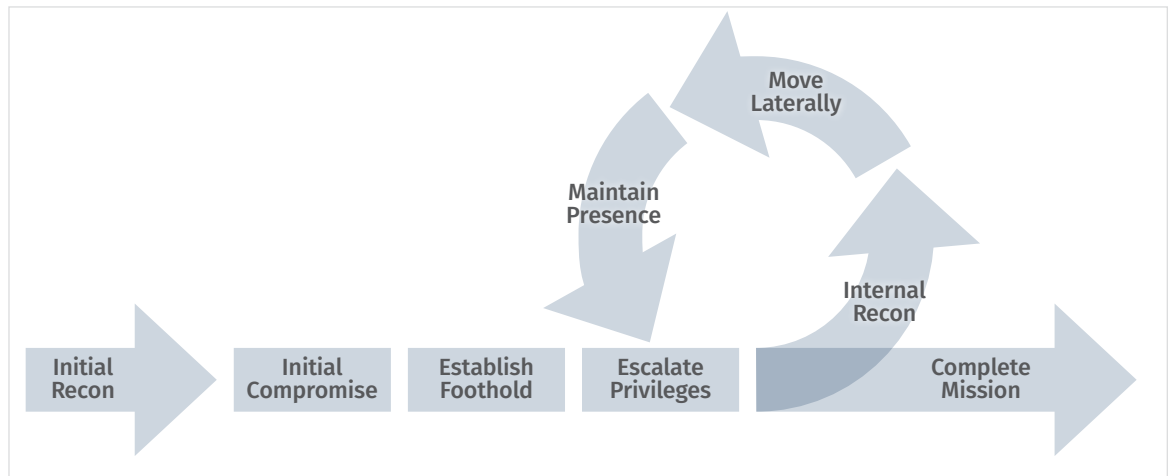 Move
Laterally
Maintain
Presence
Internal
Recon
Initial
Recon
Initial
Compromise
Establish
Foothold
Escalate
Privileges
Complete
Mission